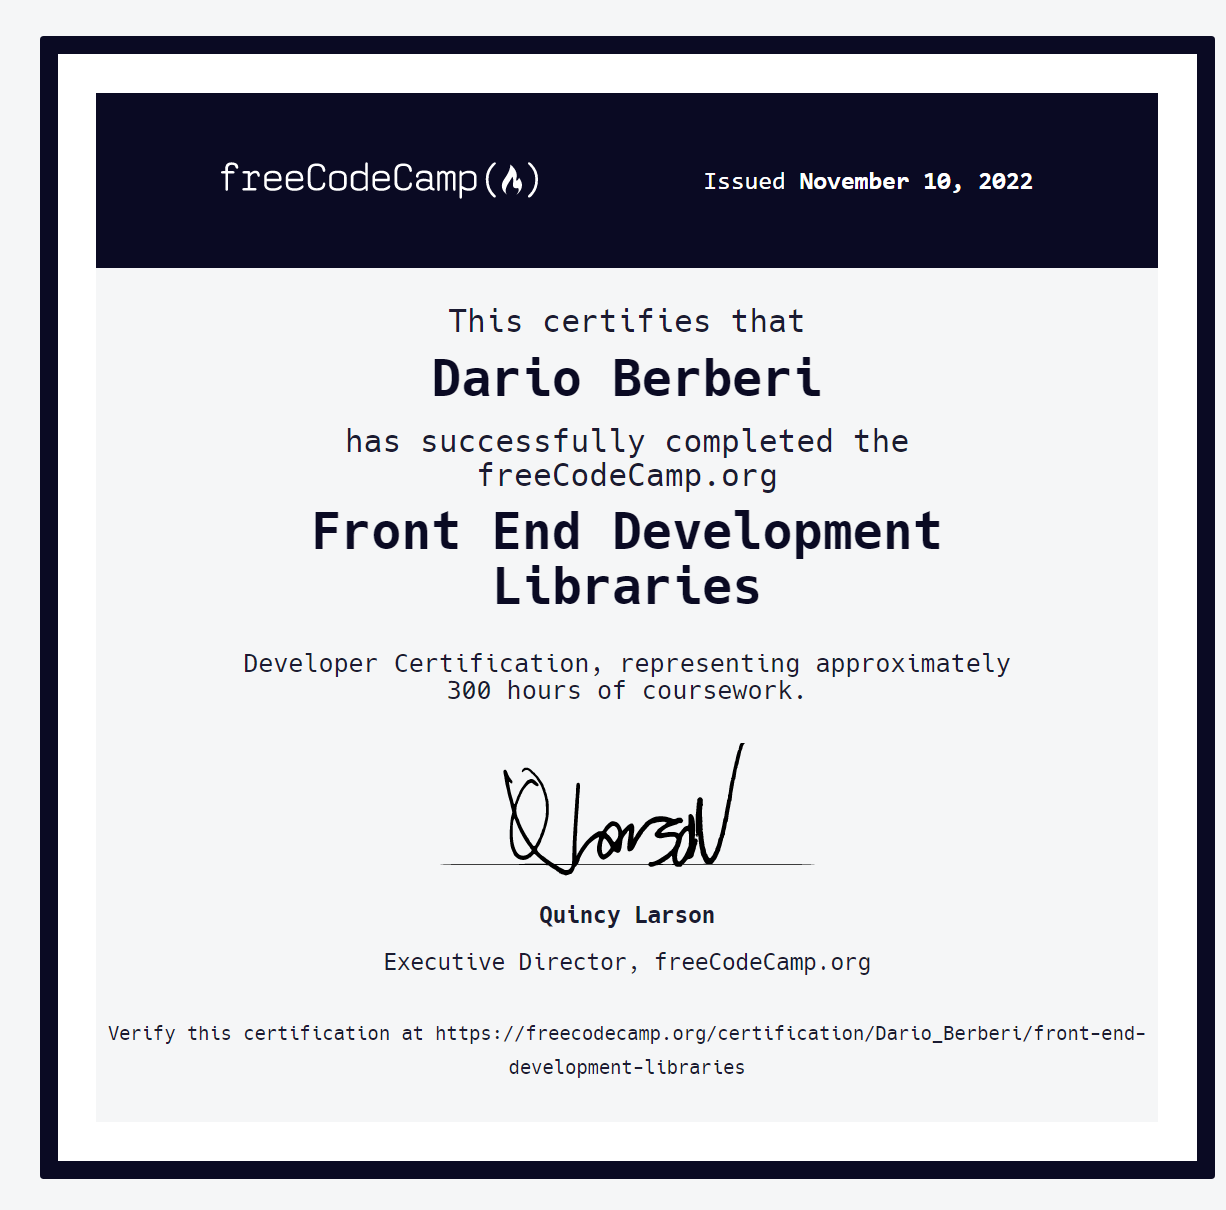 freeCodeCamp(🔥)
Issued November 10, 2022
This certifies that
Dario Berberi
has successfully completed the
freeCodeCamp.org
Front End Development
Libraries
Developer Certification, representing approximately
300 hours of coursework.
Q Larson
Quincy Larson
Executive Director, freeCodeCamp.org
Verify this certification at https://freecodecamp.org/certification/Dario_Berberi/front-end-
development-libraries